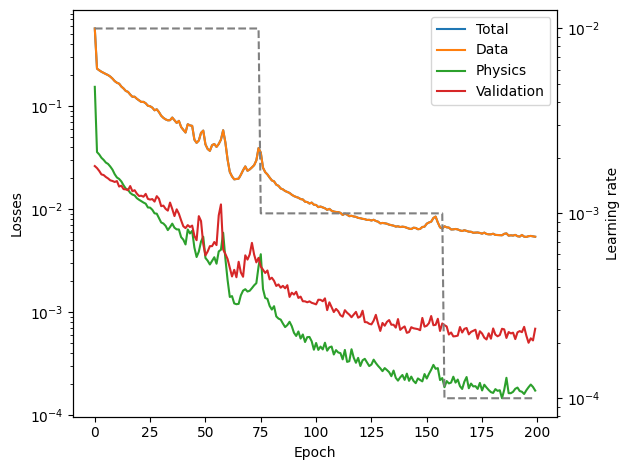 Total
Data
Physics
Validation
10⁻¹
10⁻²
10⁻³
10⁻⁴
Losses
10⁻²
10⁻³
10⁻⁴
Learning rate
0 25 50 75 100 125 150 175 200
Epoch